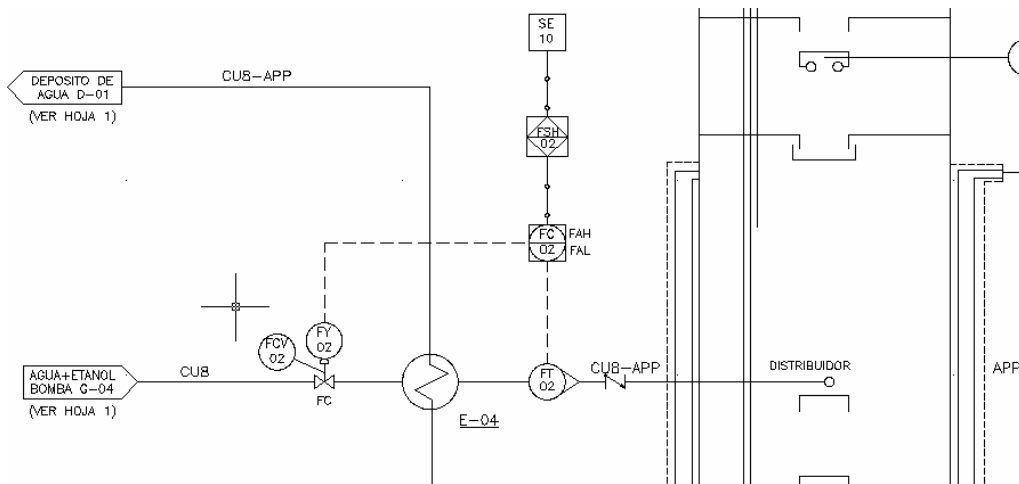 SE
10
DEPOSITO DE
AGUA D-01
(VER HOJA 1)
CU8-APP
FSH
02
FC
02
FAH
FAL
FCV
02
FY
02
AGUA+ETANOL
BOMBA G-04
(VER HOJA 1)
CU8
FC
E-04
FT
02
CU8-APP
DISTRIBUIDOR
APP